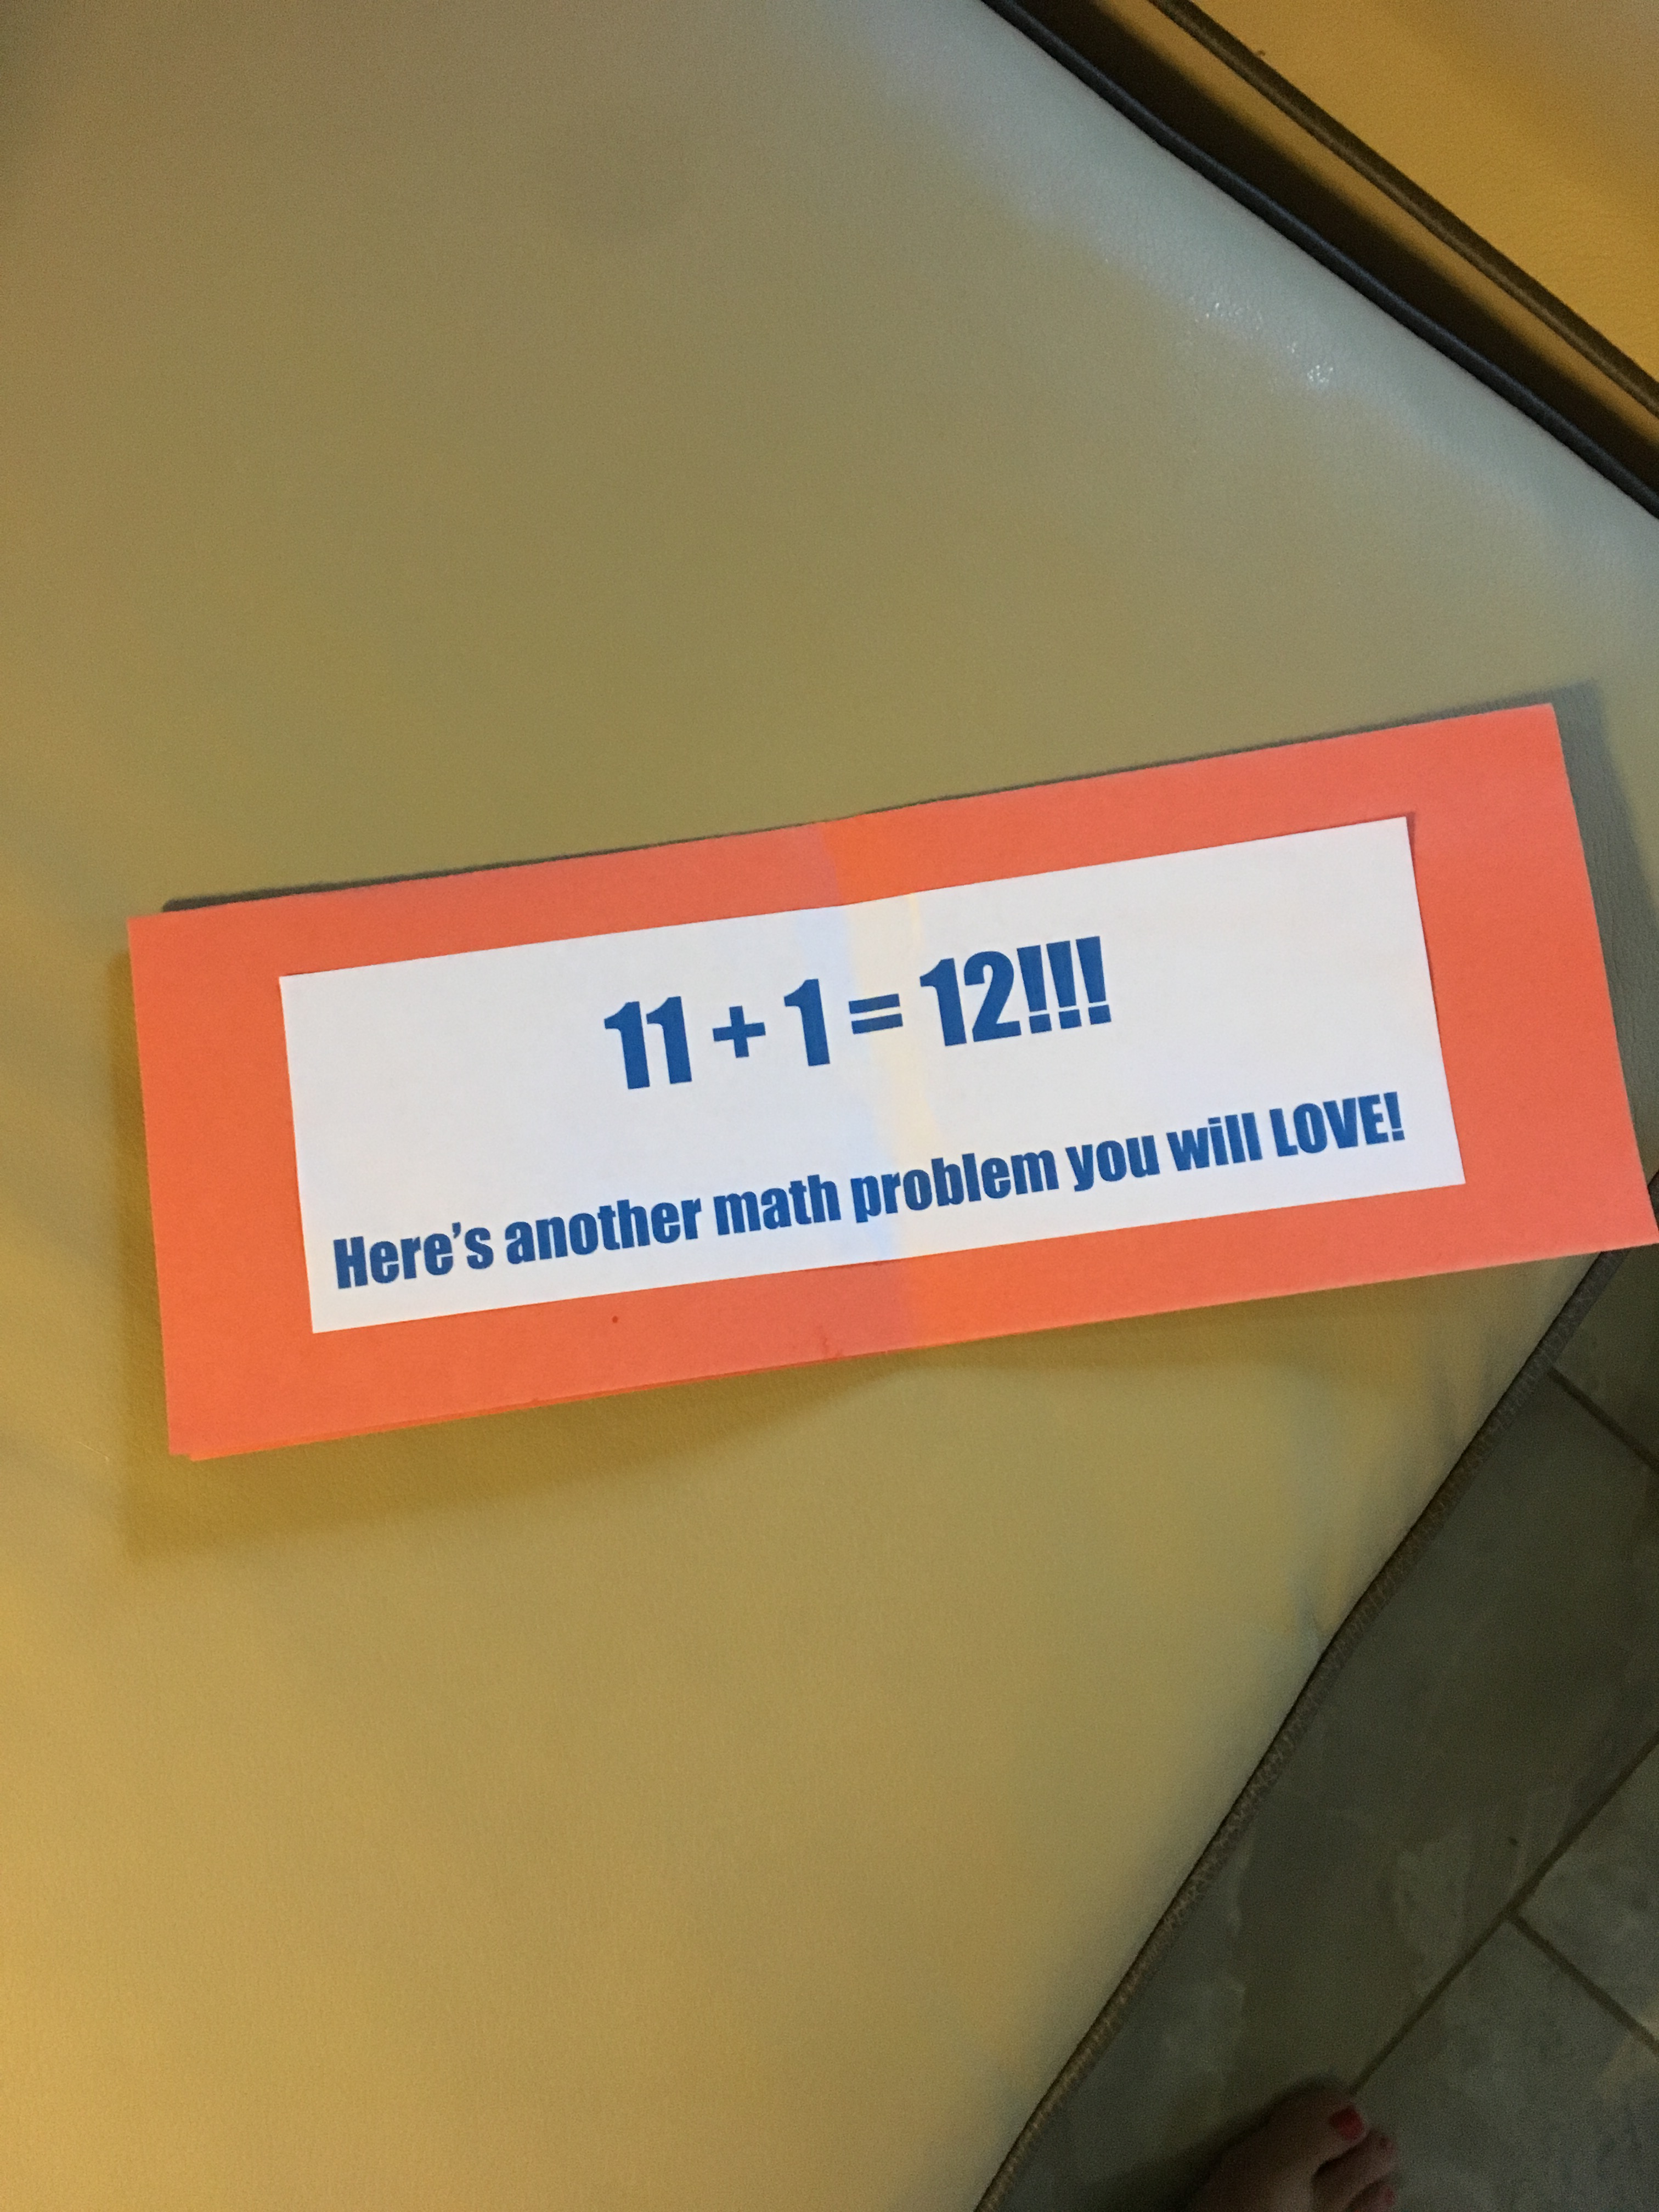 11 + 1 = 12!!!
Here’s another math problem you will LOVE!